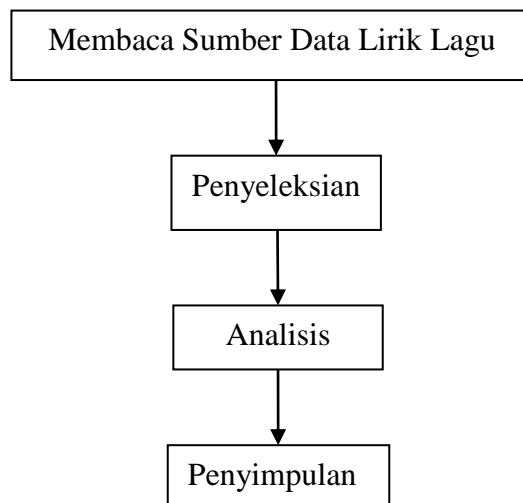 Membaca Sumber Data Lirik Lagu
Penyeleksian
Analisis
Penyimpulan